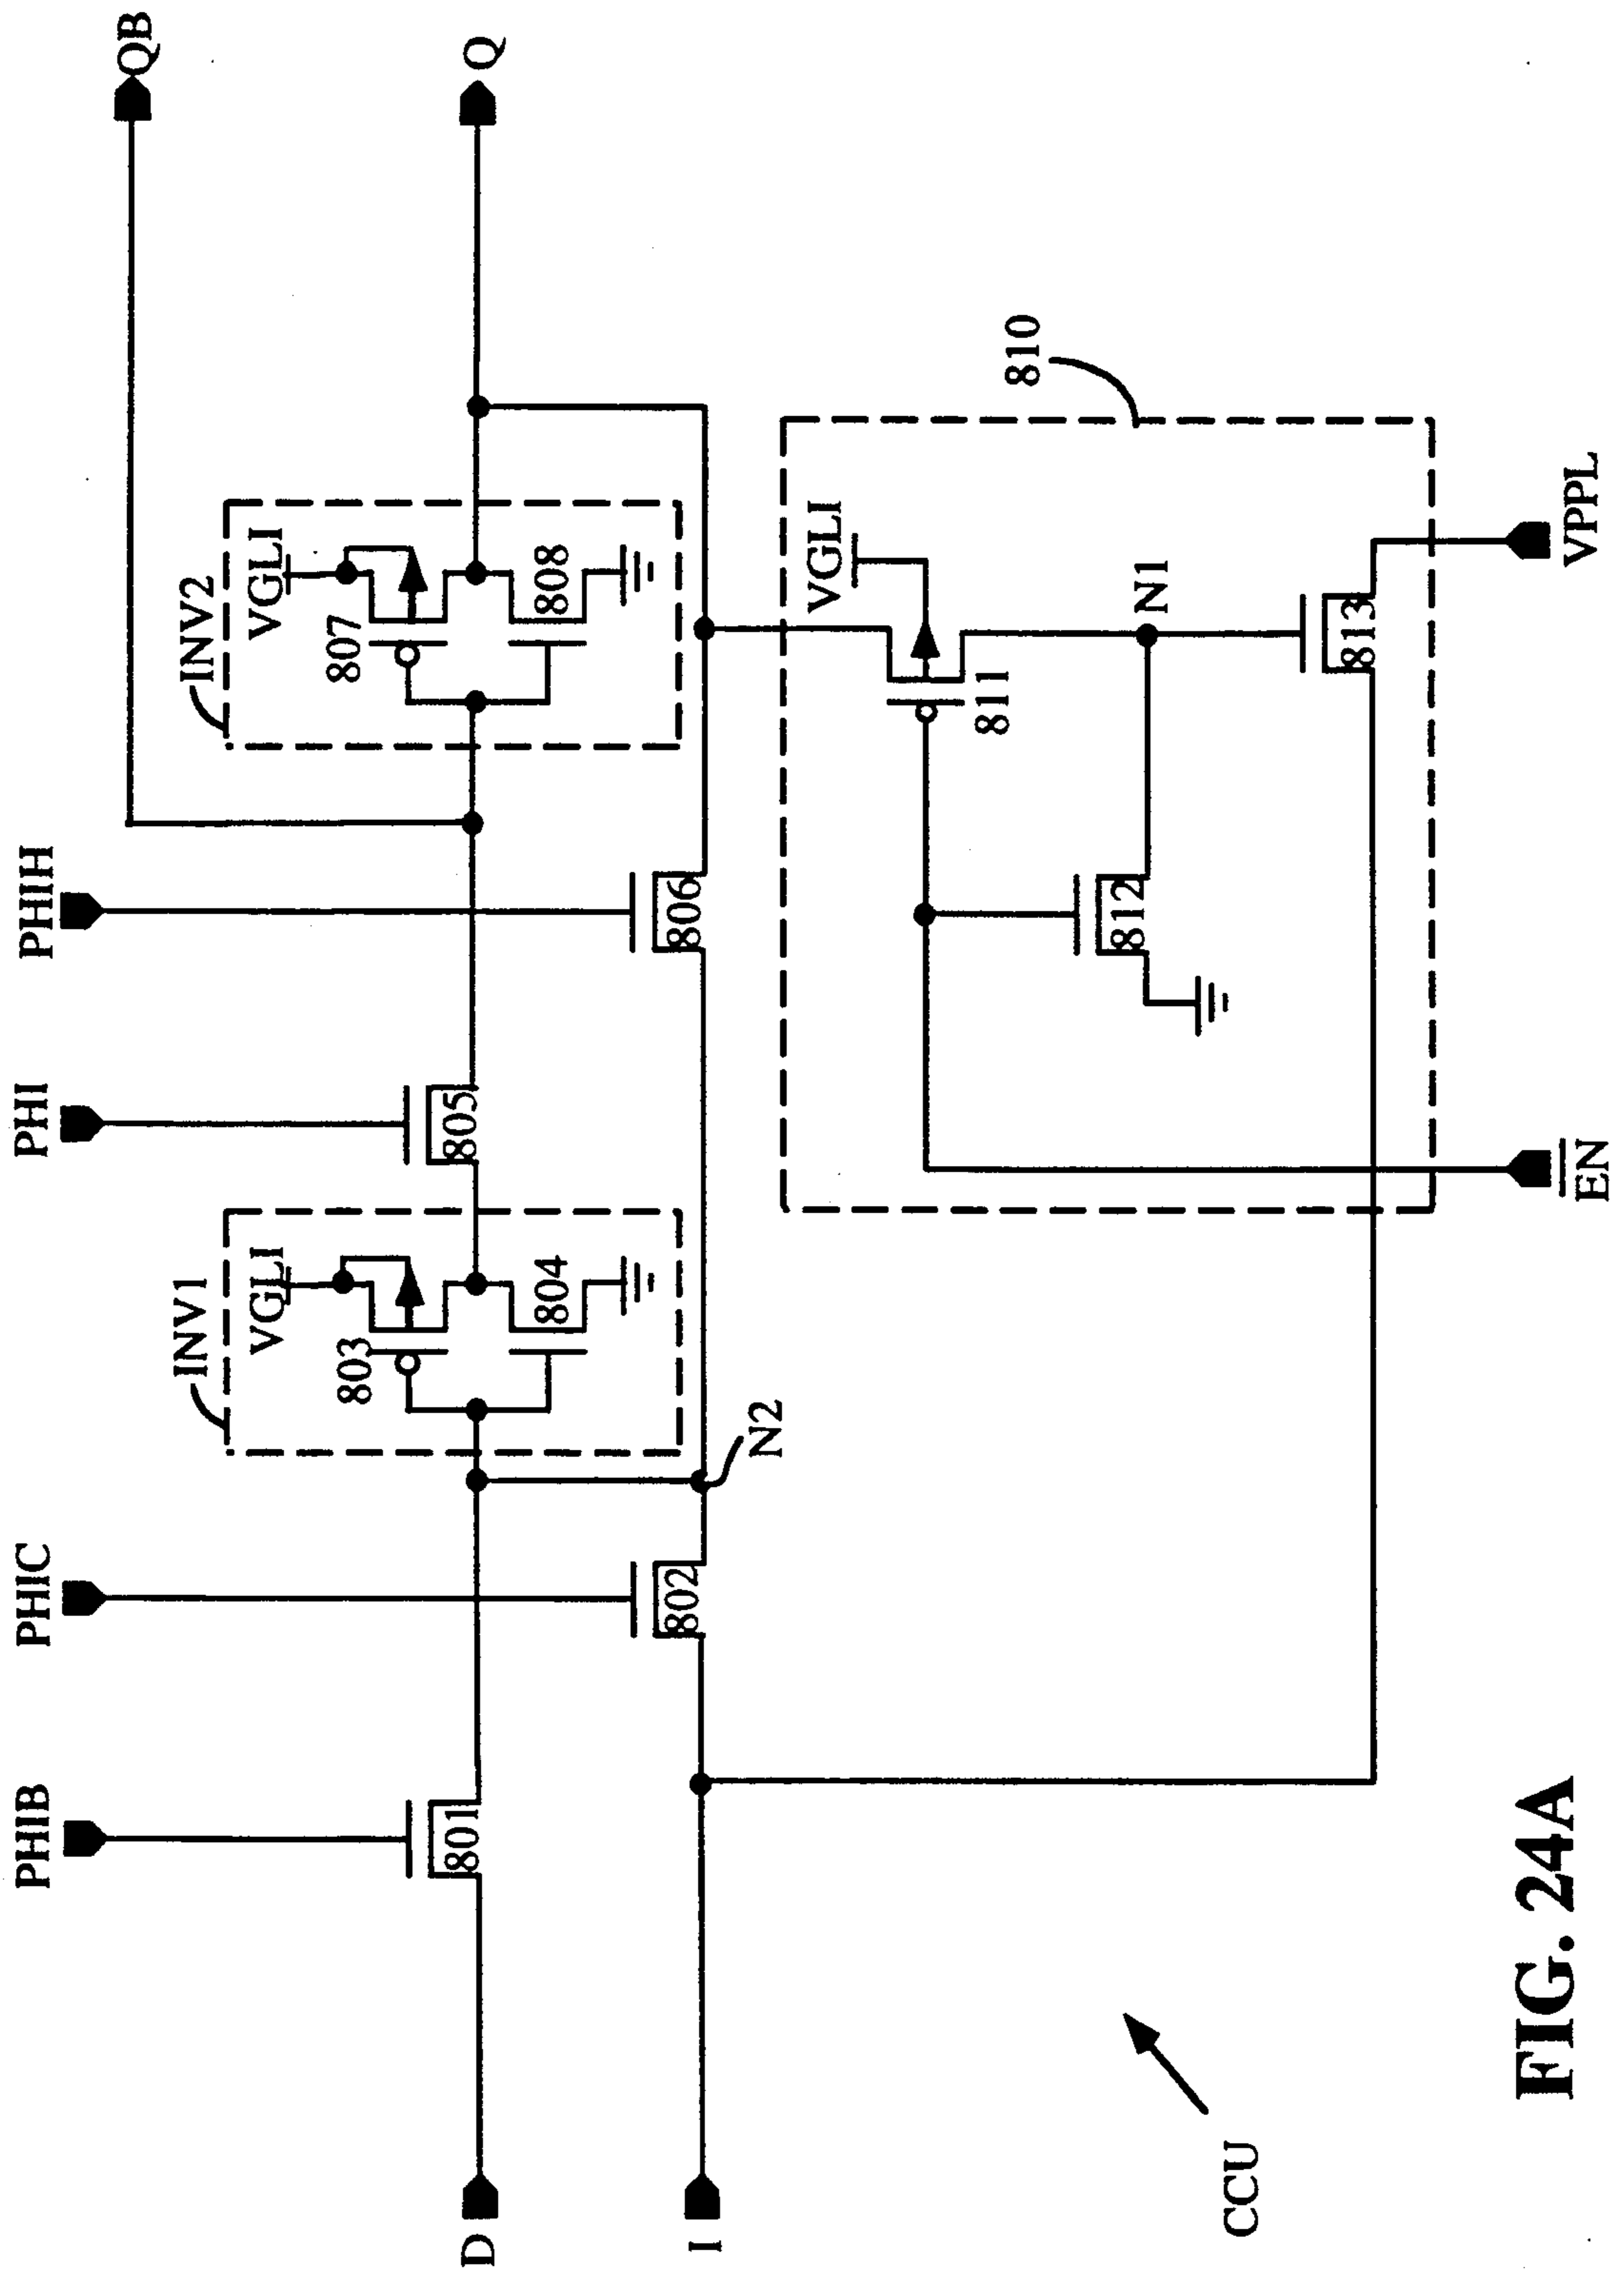 QB
Q
PHIH
PHI
PHIC
PHIB
INV2
VGLI
807
808
INV1
VGLI
803
804
805
806
801
802
N2
D
I
810
VGLI
811
N1
812
813
VPPL
EN
CCU
FIG. 24A